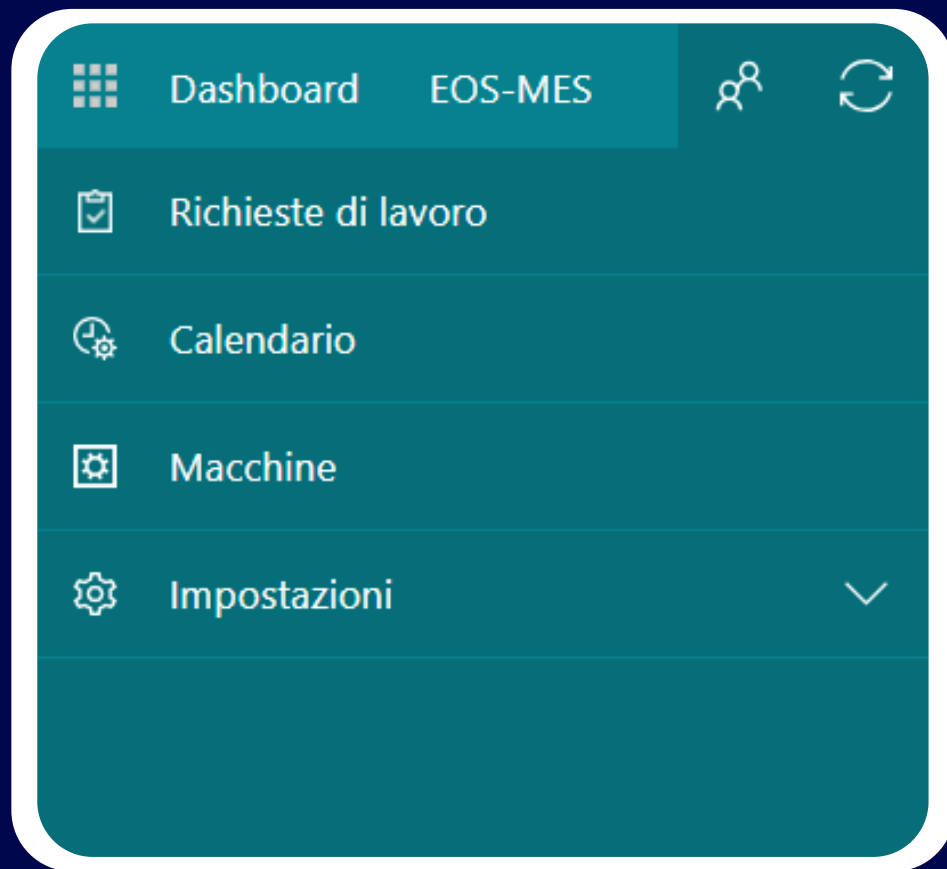 Dashboard EOS-MES
Richieste di lavoro
Calendario
Macchine
Impostazioni